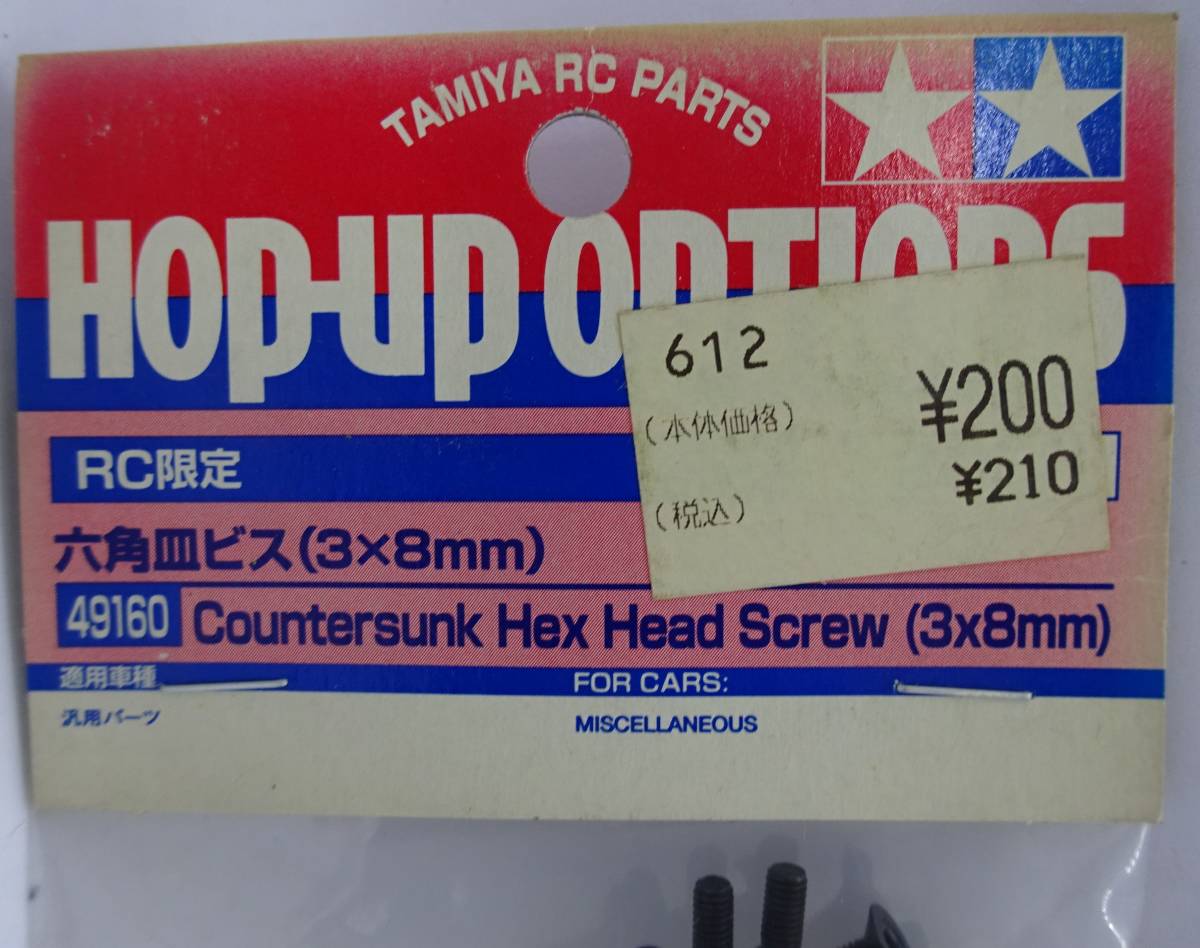 TAMIYA RC PARTS
HOP-UP OPTIONS
612
(本体価格) ¥200
(税込) ¥210
RC限定
六角皿ビス(3×8mm)
49160 Countersunk Hex Head Screw (3x8mm)
適用車種 FOR CARS:
汎用パーツ MISCELLANEOUS